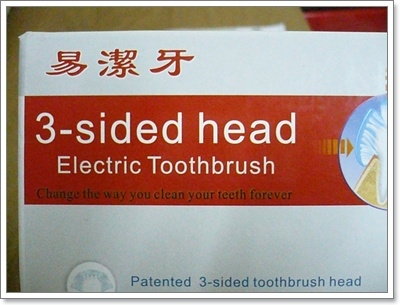 易潔牙
3-sided head
Electric Toothbrush
Change the way you clean your teeth forever
Patented 3-sided toothbrush head